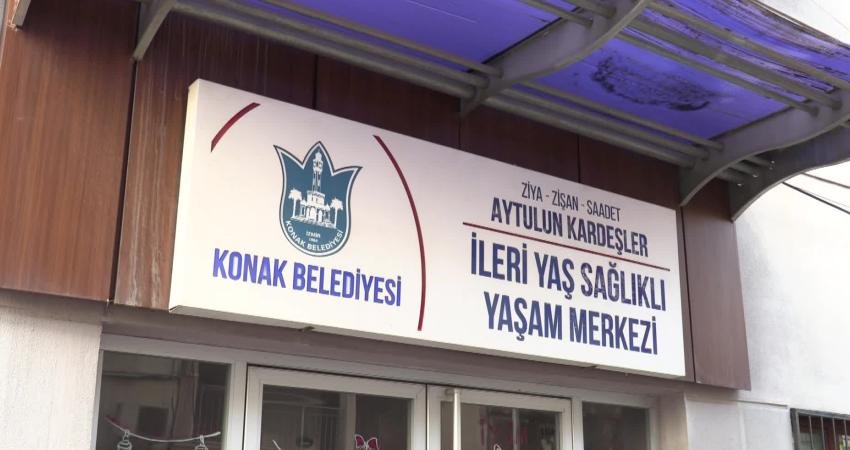 İZMİR
KONAK BELEDİYESİ
KONAK BELEDİYESİ
ZİYA - ZİŞAN - SAADET
AYTULUN KARDEŞLER
İLERİ YAŞ SAĞLIKLI
YAŞAM MERKEZİ